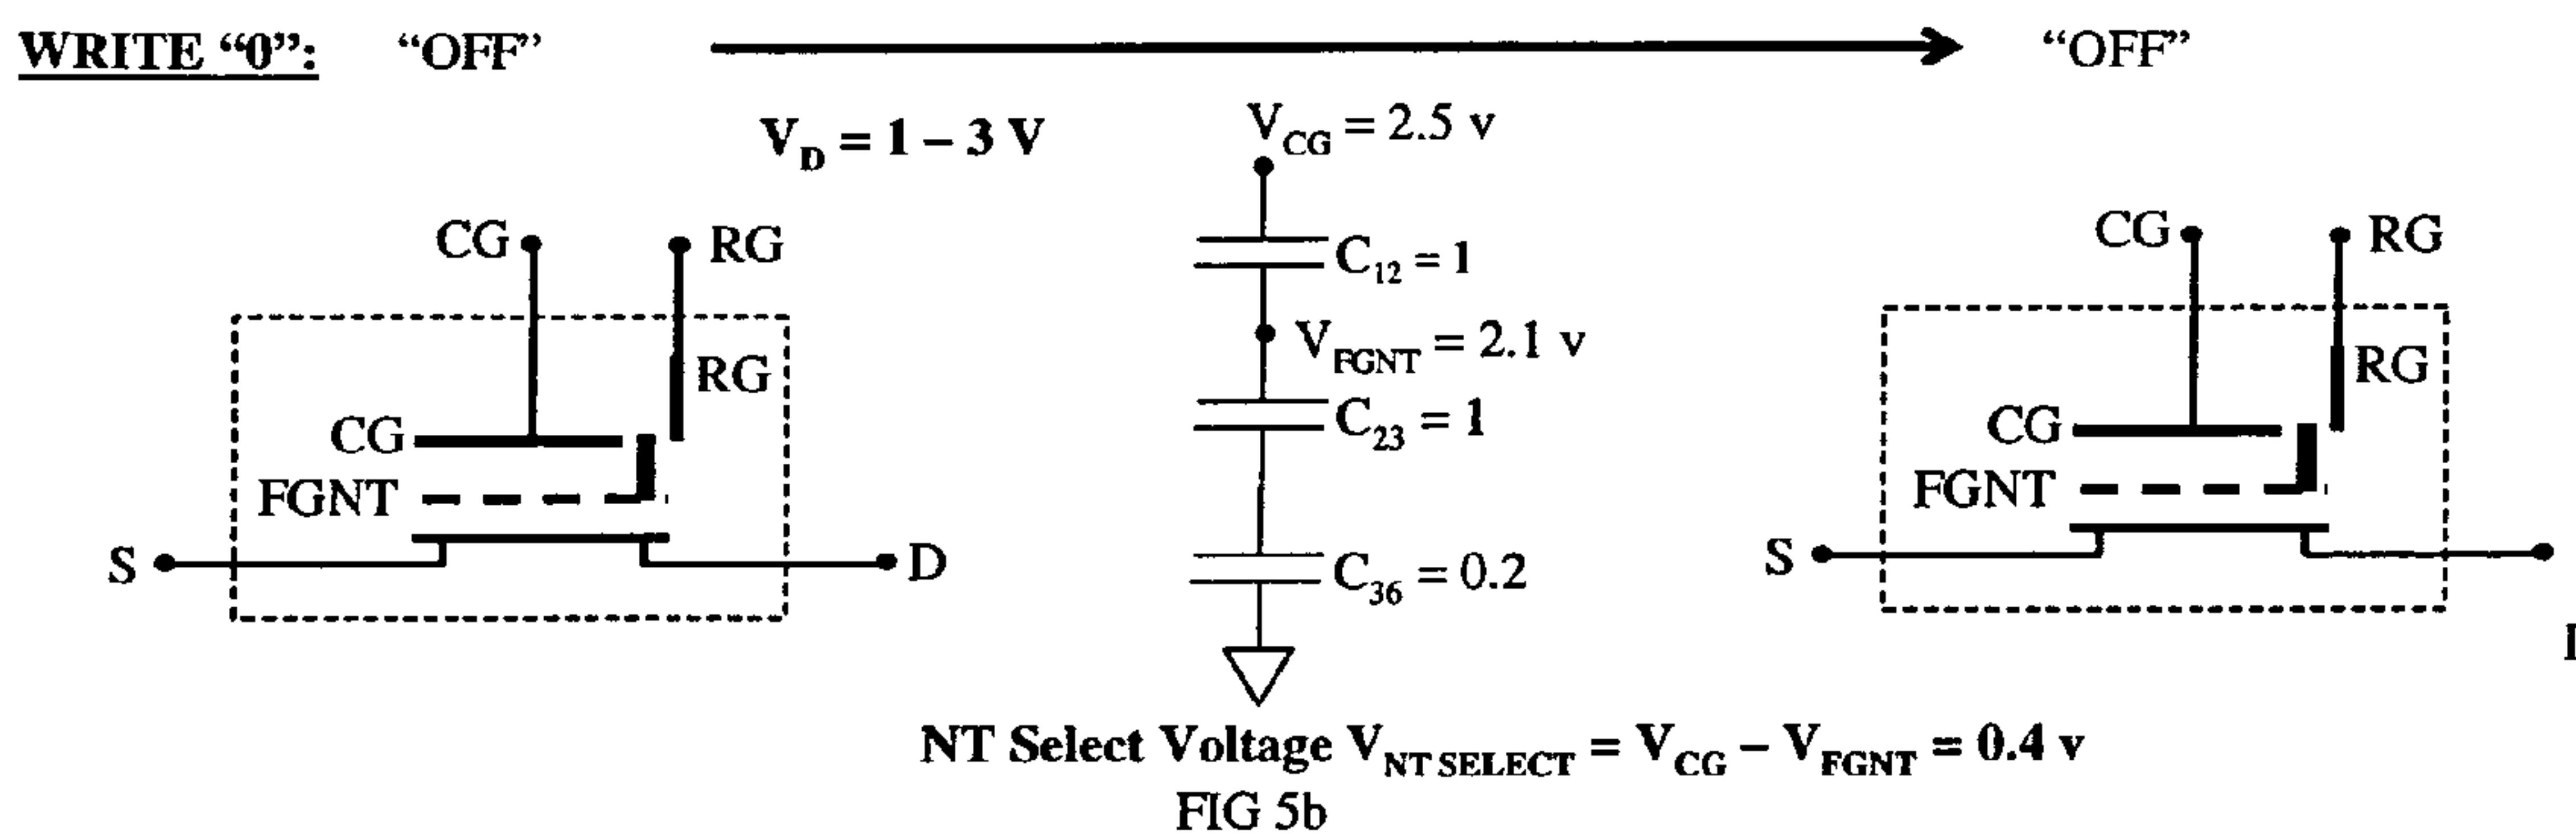 WRITE “0”: “OFF” “OFF”
V_D = 1 – 3 V
V_CG = 2.5 v
CG RG
C_12 = 1
CG RG
V_FGNT = 2.1 v
RG
RG
CG
C_23 = 1
CG
FGNT
FGNT
S D
C_36 = 0.2
S
NT Select Voltage V_NT SELECT = V_CG – V_FGNT = 0.4 v
FIG 5b